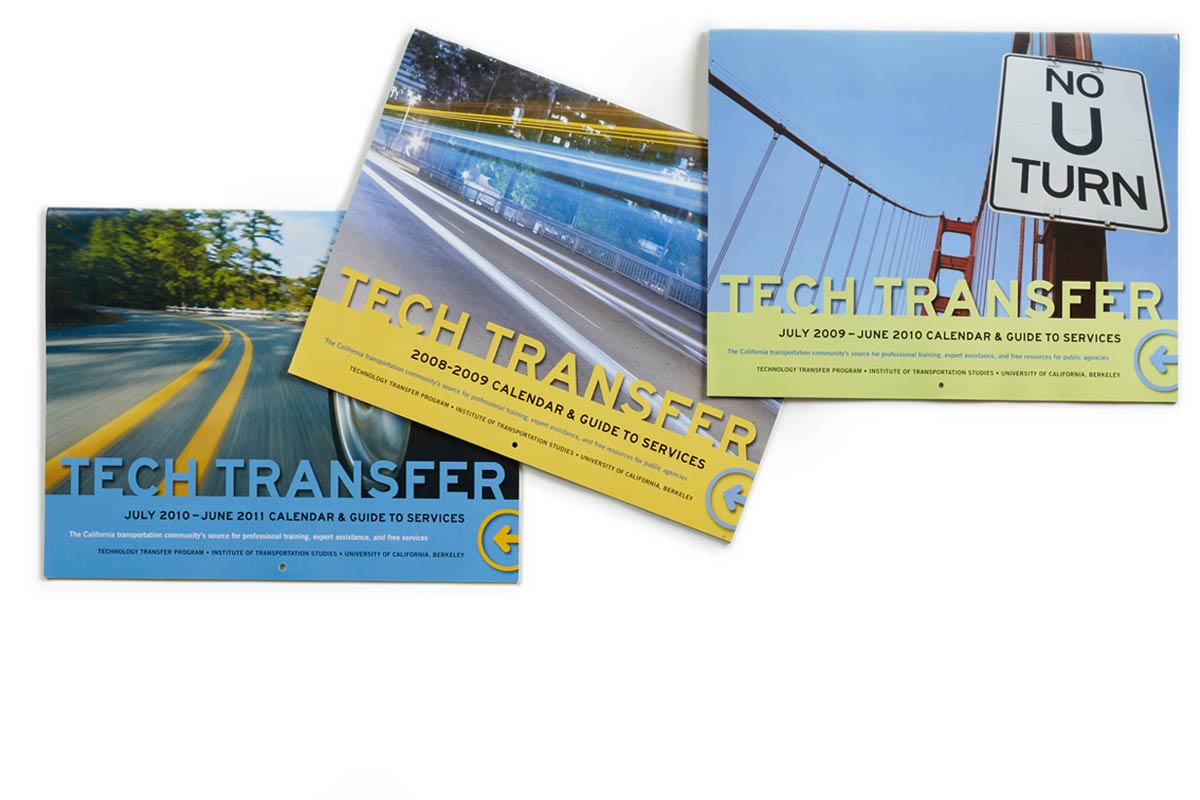 TECH TRANSFER
JULY 2010 – JUNE 2011 CALENDAR & GUIDE TO SERVICES
The California transportation community's source for professional training, expert assistance, and free services
TECHNOLOGY TRANSFER PROGRAM • INSTITUTE OF TRANSPORTATION STUDIES • UNIVERSITY OF CALIFORNIA, BERKELEY
TECH TRANSFER
2008-2009 CALENDAR & GUIDE TO SERVICES
The California transportation community's source for professional training, expert assistance, and free resources for public agencies
TECHNOLOGY TRANSFER PROGRAM • INSTITUTE OF TRANSPORTATION STUDIES • UNIVERSITY OF CALIFORNIA, BERKELEY
NO
U
TURN
TECH TRANSFER
JULY 2009 – JUNE 2010 CALENDAR & GUIDE TO SERVICES
The California transportation community's source for professional training, expert assistance, and free resources for public agencies
TECHNOLOGY TRANSFER PROGRAM • INSTITUTE OF TRANSPORTATION STUDIES • UNIVERSITY OF CALIFORNIA, BERKELEY